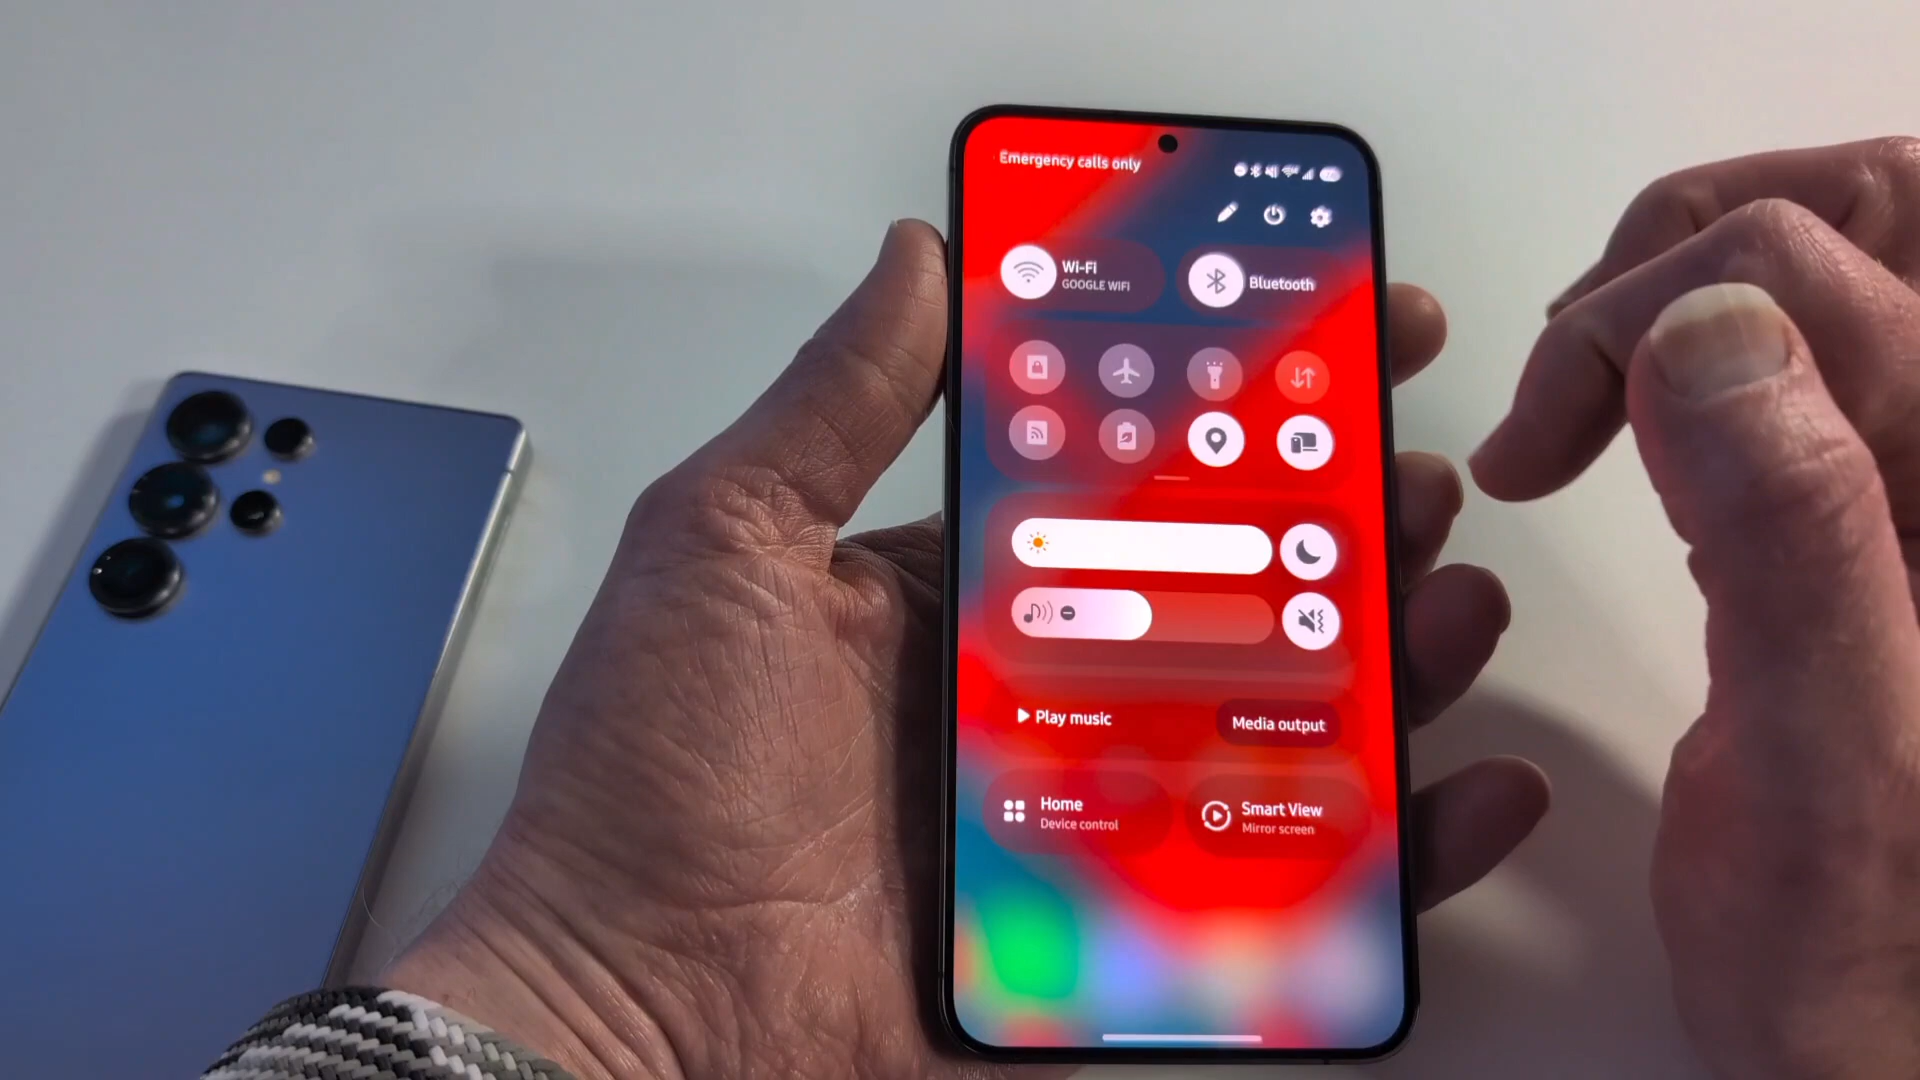 Emergency calls only
Wi-Fi
GOOGLE WIFI
Bluetooth
Play music
Media output
Home
Device control
Smart View
Mirror screen